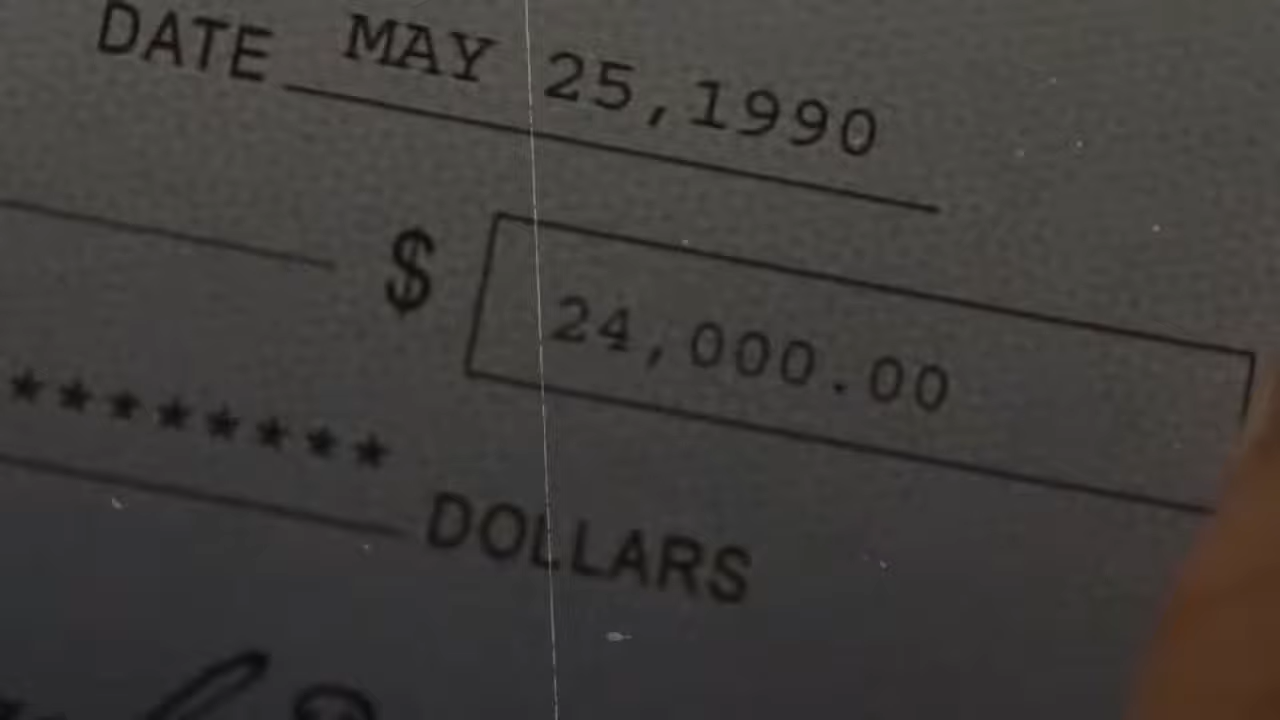 DATE MAY 25,1990
$ 24,000.00
********
DOLLARS